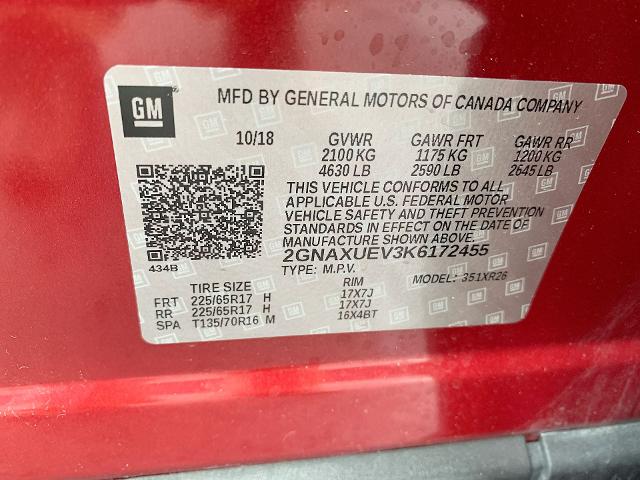 GM
MFD BY GENERAL MOTORS OF CANADA COMPANY
10/18 GVWR GAWR FRT GAWR RR
2100 KG 1175 KG 1200 KG
4630 LB 2590 LB 2645 LB
THIS VEHICLE CONFORMS TO ALL
APPLICABLE U.S. FEDERAL MOTOR
VEHICLE SAFETY AND THEFT PREVENTION
STANDARDS IN EFFECT ON THE DATE OF
MANUFACTURE SHOWN ABOVE.
434B 2GNAXUEV3K6172455
TYPE: M.P.V. MODEL: 351XR26
TIRE SIZE RIM
FRT 225/65R17 H 17X7J
RR 225/65R17 H 17X7J
SPA T135/70R16 M 16X4BT